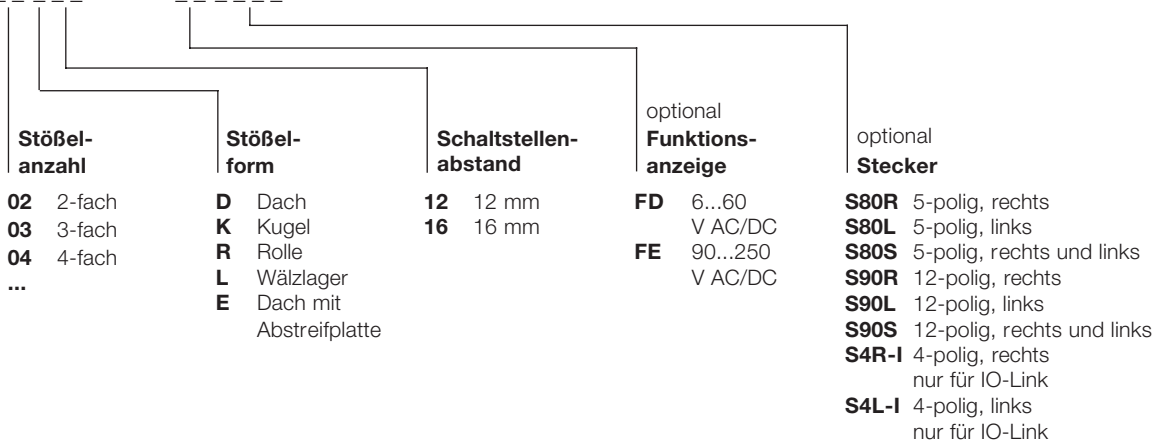 Stößel-
anzahl
02 2-fach
03 3-fach
04 4-fach
...
Stößel-
form
D Dach
K Kugel
R Rolle
L Wälzlager
E Dach mit
Abstreifplatte
Schaltstellen-
abstand
12 12 mm
16 16 mm
optional
Funktions-
anzeige
FD 6...60
V AC/DC
FE 90...250
V AC/DC
optional
Stecker
S80R 5-polig, rechts
S80L 5-polig, links
S80S 5-polig, rechts und links
S90R 12-polig, rechts
S90L 12-polig, links
S90S 12-polig, rechts und links
S4R-I 4-polig, rechts
nur für IO-Link
S4L-I 4-polig, links
nur für IO-Link